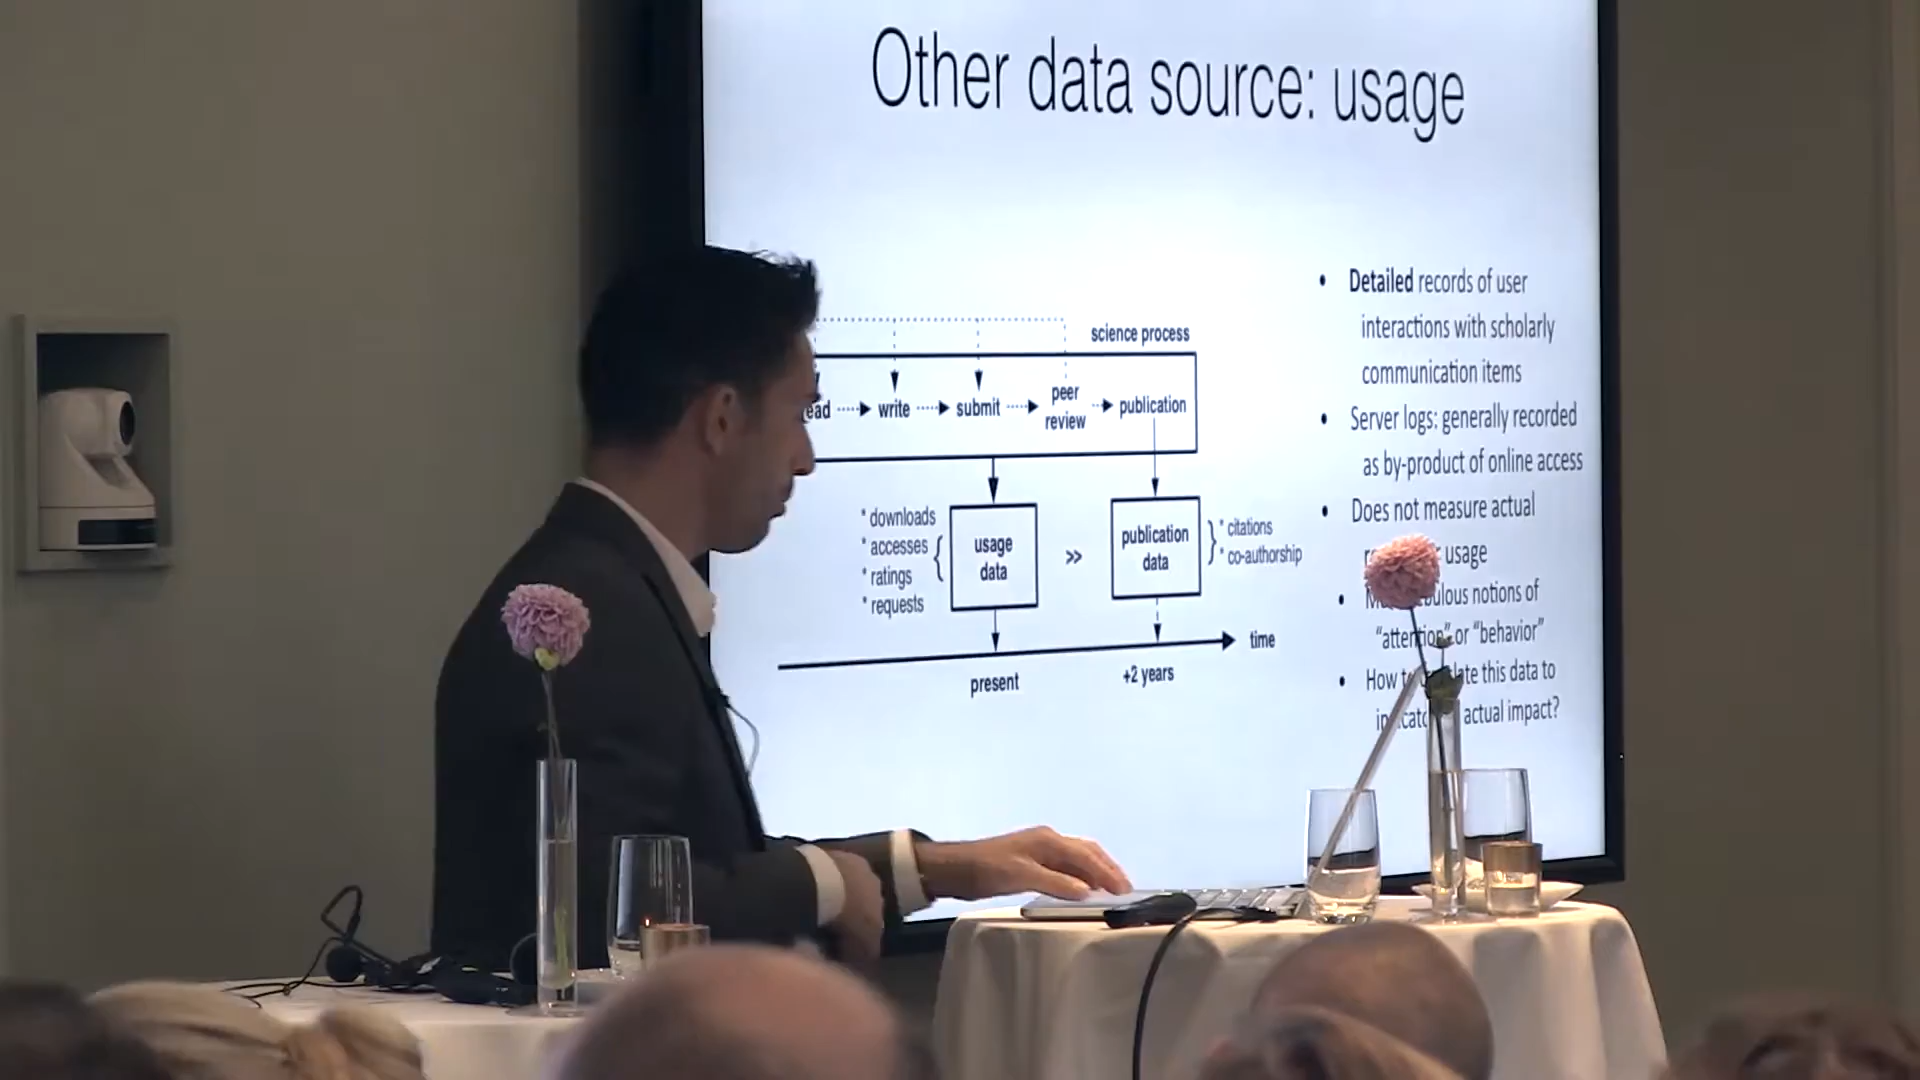 Other data source: usage
science process
write
submit
peer
review
publication
* downloads
* accesses
* ratings
* requests
usage
data
>>
publication
data
* citations
* co-authorship
time
present
+2 years
• Detailed records of user
interactions with scholarly
communication items
• Server logs: generally recorded
as by-product of online access
• Does not measure actual
usage
notions of
“attention” or “behavior”
• How this data to
actual impact?